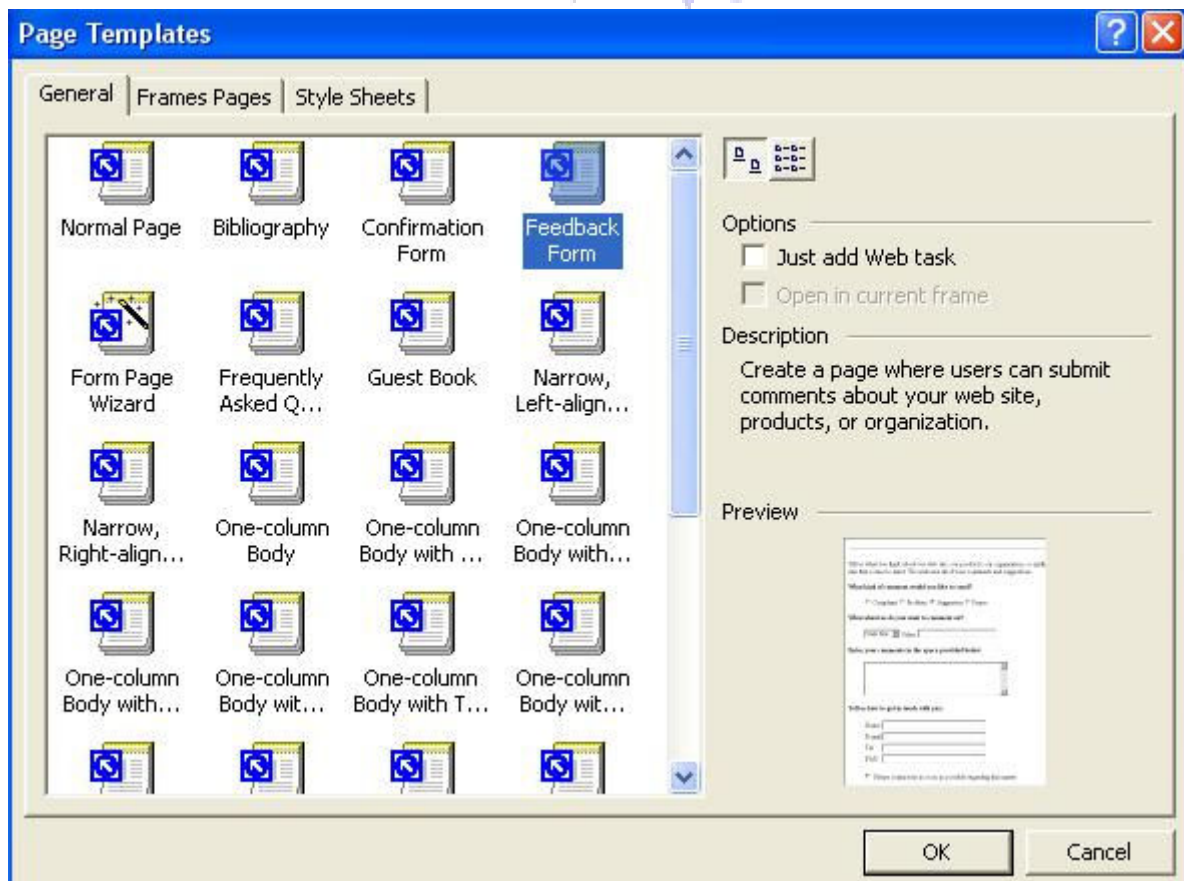 Page Templates
General Frames Pages Style Sheets
Normal Page Bibliography Confirmation Form Feedback Form
Form Page Wizard Frequently Asked Q... Guest Book Narrow, Left-align...
Narrow, Right-align... One-column Body One-column Body with ... One-column Body with...
One-column Body with... One-column Body wit... One-column Body with T... One-column Body wit...
Options
Just add Web task
Open in current frame
Description
Create a page where users can submit
comments about your web site,
products, or organization.
Preview
OK Cancel